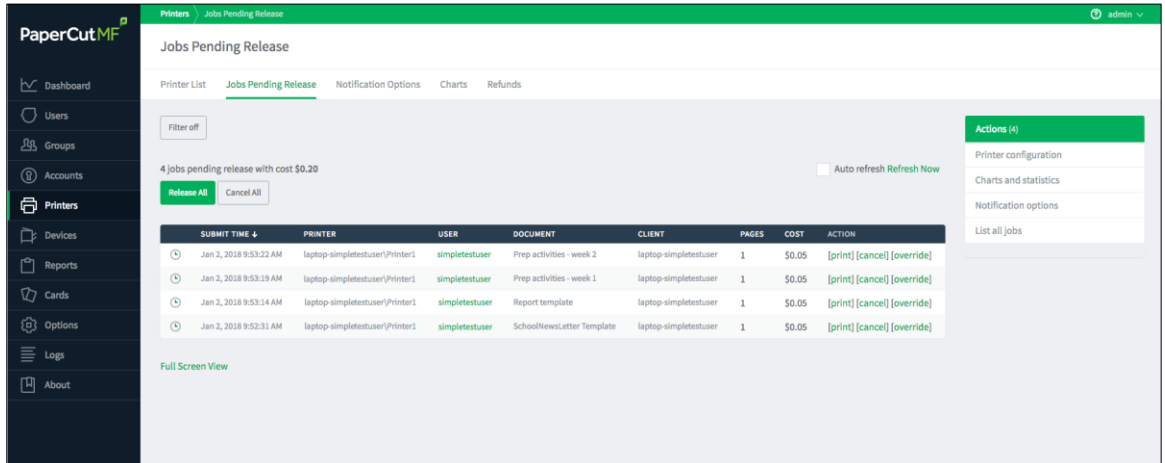 PaperCutMF
Dashboard
Users
Groups
Accounts
Printers
Devices
Reports
Cards
Options
Logs
About
Printers Jobs Pending Release
admin
Jobs Pending Release
Printer List Jobs Pending Release Notification Options Charts Refunds
Filter off
4 jobs pending release with cost $0.20
Auto refresh Refresh Now
Release All Cancel All
SUBMIT TIME ↓ PRINTER USER DOCUMENT CLIENT PAGES COST ACTION
Jan 2, 2018 9:53:22 AM laptop-simpletestuser\Printer1 simpletestuser Prep activities - week 2 laptop-simpletestuser 1 $0.05 [print] [cancel] [override]
Jan 2, 2018 9:53:19 AM laptop-simpletestuser\Printer1 simpletestuser Prep activities - week 1 laptop-simpletestuser 1 $0.05 [print] [cancel] [override]
Jan 2, 2018 9:53:14 AM laptop-simpletestuser\Printer1 simpletestuser Report template laptop-simpletestuser 1 $0.05 [print] [cancel] [override]
Jan 2, 2018 9:52:31 AM laptop-simpletestuser\Printer1 simpletestuser SchoolNewsLetter Template laptop-simpletestuser 1 $0.05 [print] [cancel] [override]
Full Screen View
Actions (4)
Printer configuration
Charts and statistics
Notification options
List all jobs